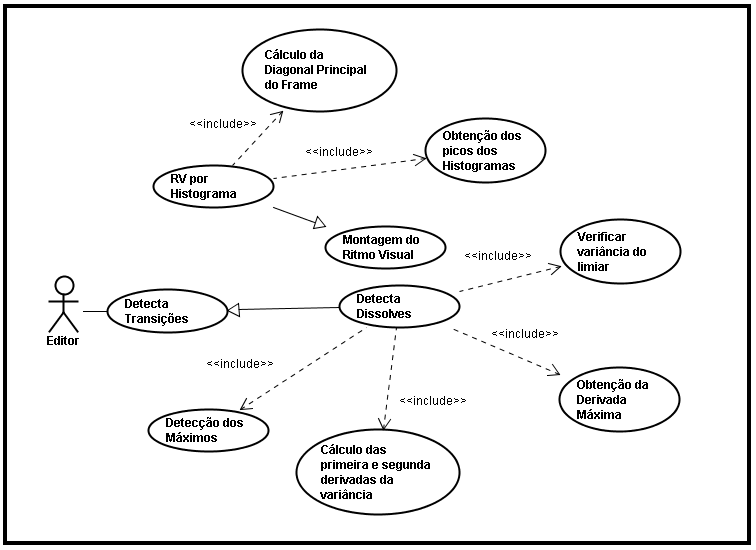 Cálculo da
Diagonal Principal
do Frame
<<include>>
<<include>>
Obtenção dos
picos dos
Histogramas
RV por
Histograma
Montagem do
Ritmo Visual
<<include>>
Verificar
variância do
limiar
Editor
Detecta
Transições
Detecta
Dissolves
<<include>>
<<include>>
<<include>>
Obtenção da
Derivada
Máxima
Detecção dos
Máximos
Cálculo das
primeira e segunda
derivadas da
variância